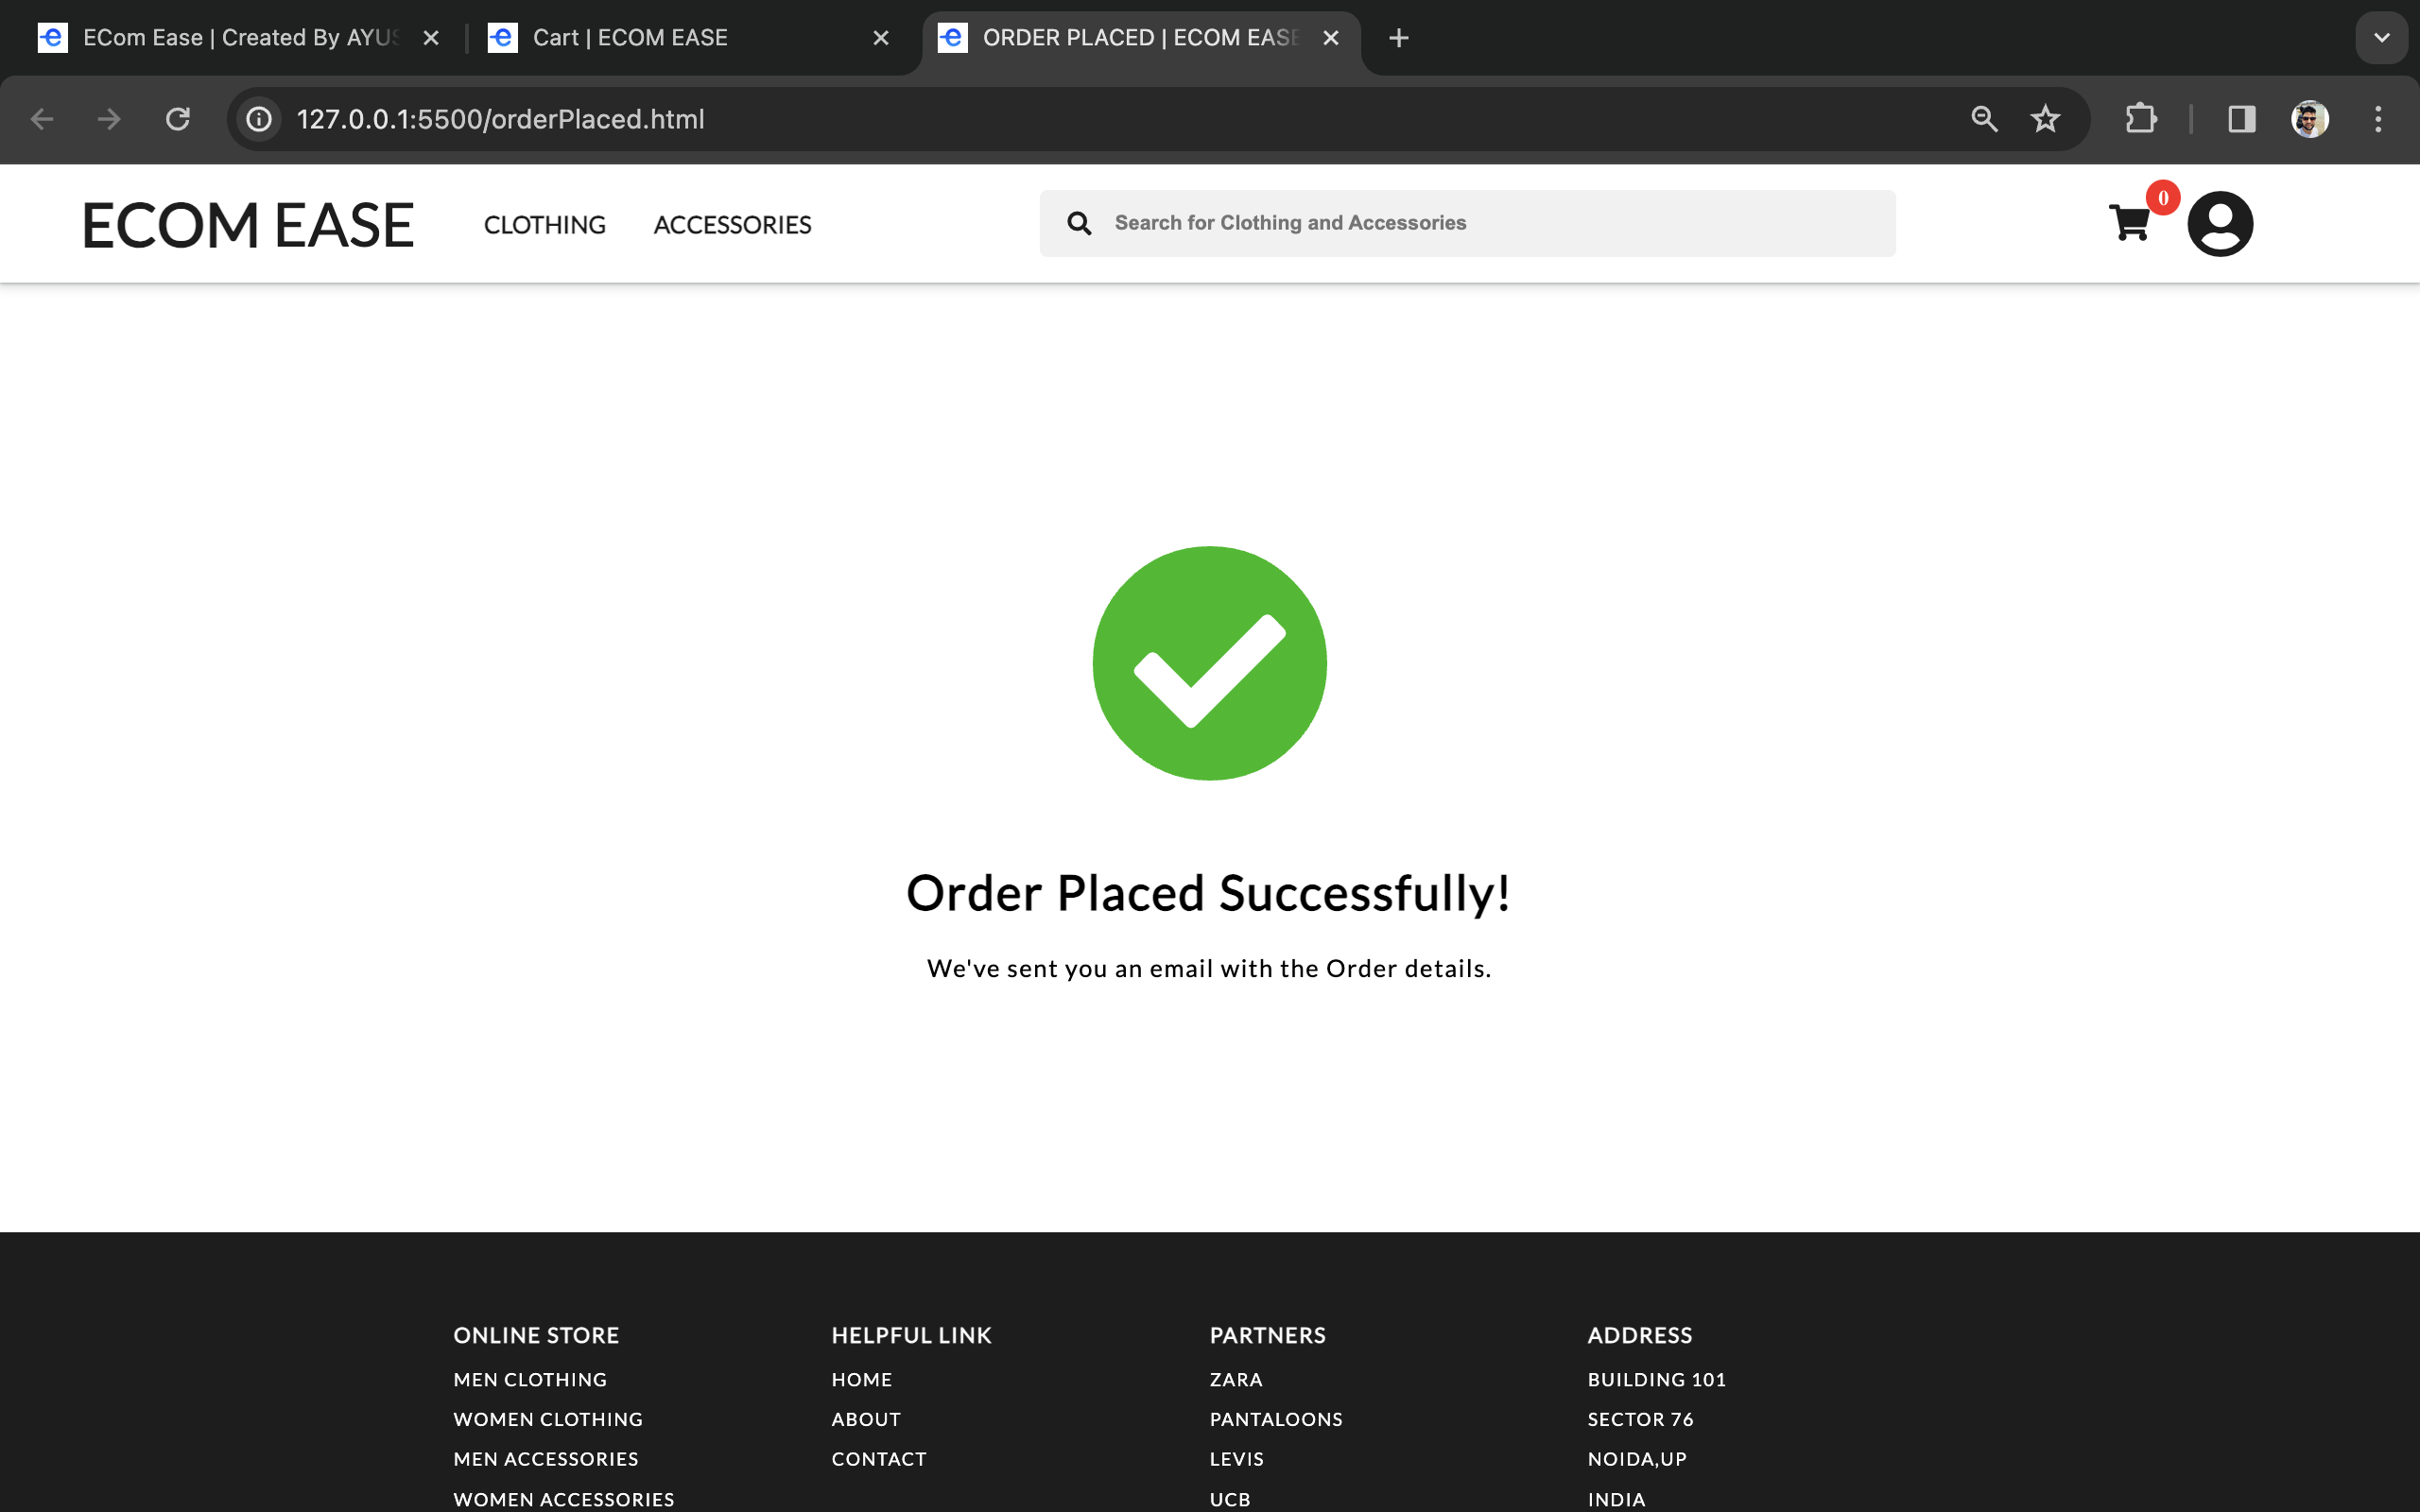 ECom Ease | Created By AYUS
Cart | ECOM EASE
ORDER PLACED | ECOM EASE
127.0.0.1:5500/orderPlaced.html
ECOM EASE
CLOTHING
ACCESSORIES
Search for Clothing and Accessories
0
Order Placed Successfully!
We've sent you an email with the Order details.
ONLINE STORE
MEN CLOTHING
WOMEN CLOTHING
MEN ACCESSORIES
WOMEN ACCESSORIES
HELPFUL LINK
HOME
ABOUT
CONTACT
PARTNERS
ZARA
PANTALOONS
LEVIS
UCB
ADDRESS
BUILDING 101
SECTOR 76
NOIDA,UP
INDIA